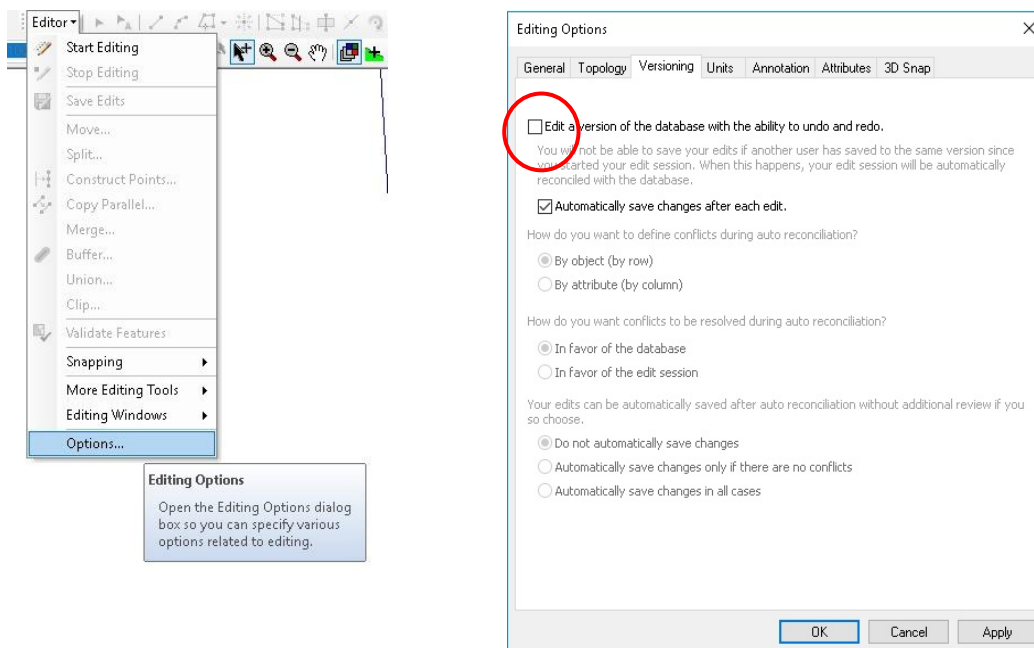 Editor
Start Editing
Stop Editing
Save Edits
Move...
Split...
Construct Points...
Copy Parallel...
Merge...
Buffer...
Union...
Clip...
Validate Features
Snapping
More Editing Tools
Editing Windows
Options...
Editing Options
Open the Editing Options dialog
box so you can specify various
options related to editing.
Editing Options
General Topology Versioning Units Annotation Attributes 3D Snap
Edit a version of the database with the ability to undo and redo.
You will not be able to save your edits if another user has saved to the same version since
you started your edit session. When this happens, your edit session will be automatically
reconciled with the database.
Automatically save changes after each edit.
How do you want to define conflicts during auto reconciliation?
By object (by row)
By attribute (by column)
How do you want conflicts to be resolved during auto reconciliation?
In favor of the database
In favor of the edit session
Your edits can be automatically saved after auto reconciliation without additional review if you
so choose.
Do not automatically save changes
Automatically save changes only if there are no conflicts
Automatically save changes in all cases
OK Cancel Apply